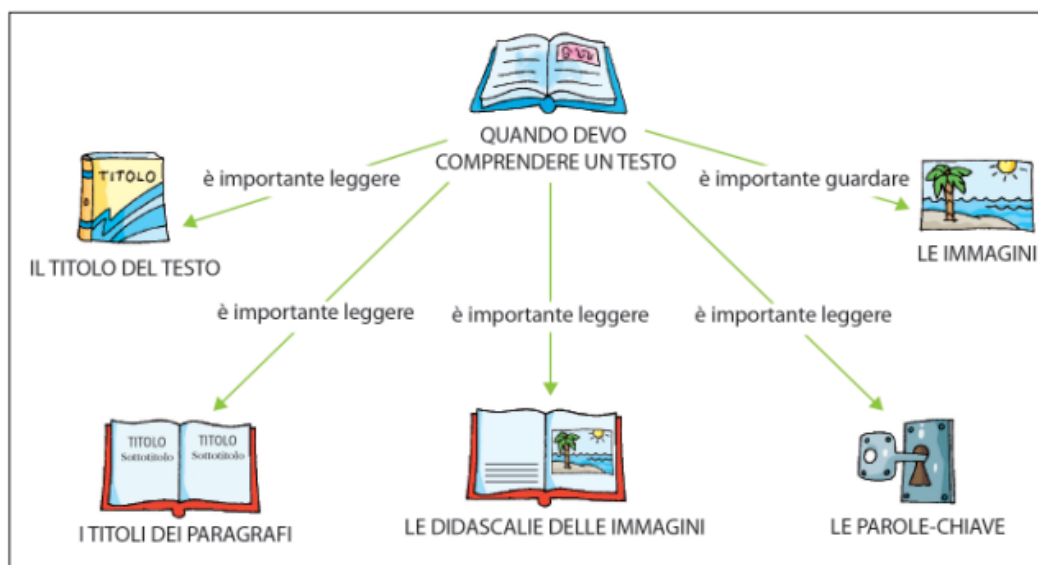 QUANDO DEVO
COMPRENDERE UN TESTO
è importante leggere
è importante guardare
TITOLO
IL TITOLO DEL TESTO
LE IMMAGINI
è importante leggere
è importante leggere
è importante leggere
TITOLO
Sottotitolo
TITOLO
Sottotitolo
I TITOLI DEI PARAGRAFI
LE DIDASCALIE DELLE IMMAGINI
LE PAROLE-CHIAVE